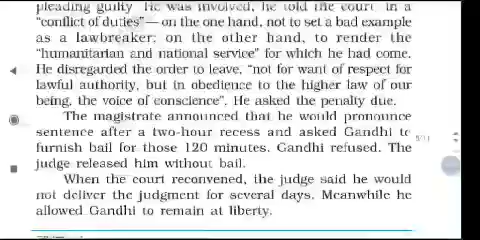 pleading guilty He was involved, he told the court in a
"conflict of duties"— on the one hand, not to set a bad example
as a lawbreaker; on the other hand, to render the
"humanitarian and national service" for which he had come.
He disregarded the order to leave, "not for want of respect for
lawful authority, but in obedience to the higher law of our
being, the voice of conscience". He asked the penalty due.
The magistrate announced that he would pronounce
sentence after a two-hour recess and asked Gandhi to
furnish bail for those 120 minutes. Gandhi refused. The
judge released him without bail.
When the court reconvened, the judge said he would
not deliver the judgment for several days. Meanwhile he
allowed Gandhi to remain at liberty.